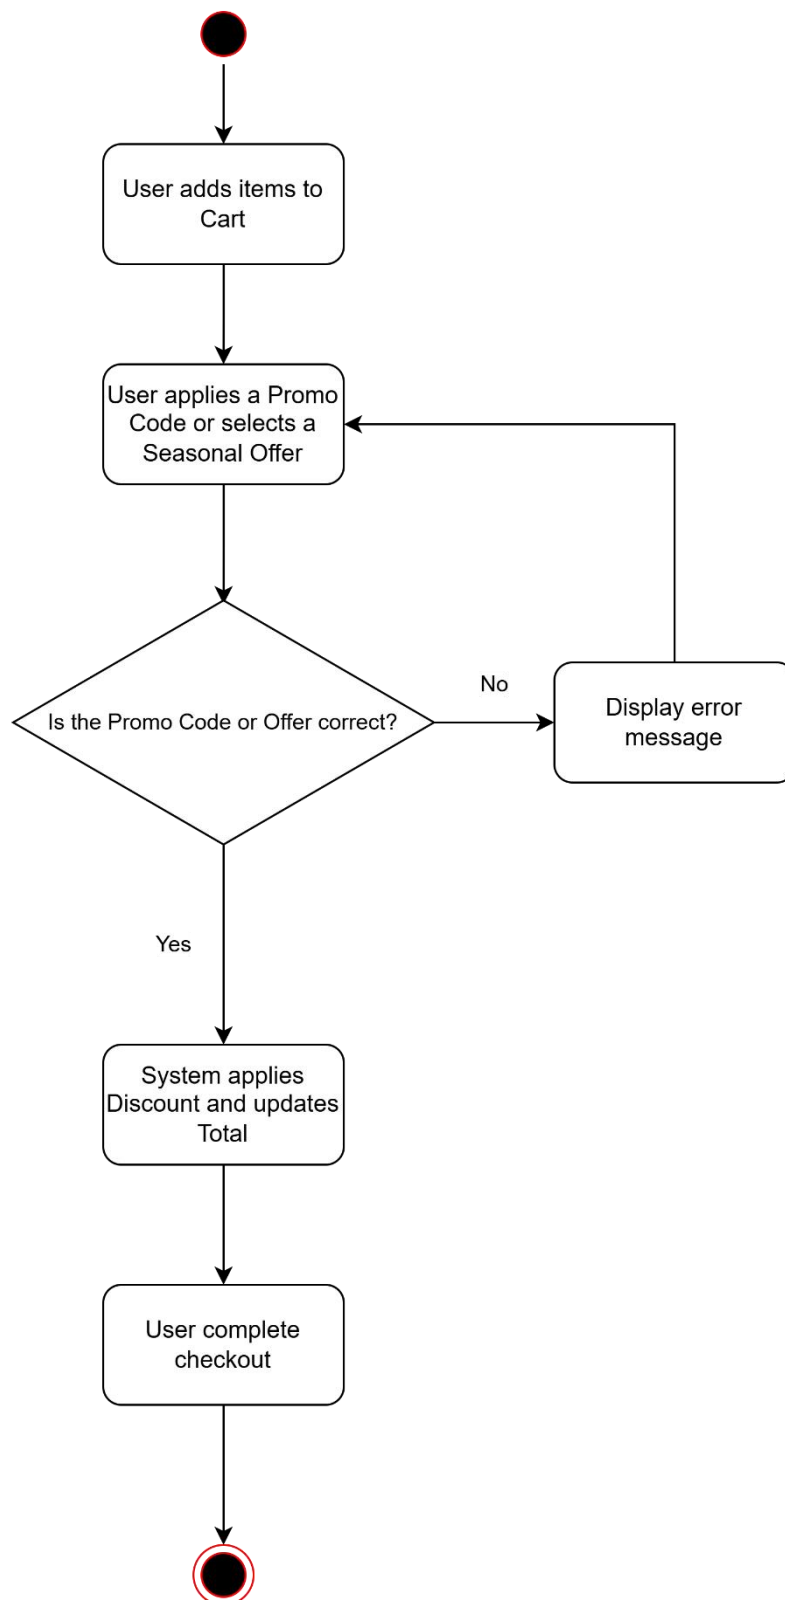 User adds items to
Cart
User applies a Promo
Code or selects a
Seasonal Offer
Is the Promo Code or Offer correct?
No
Display error
message
Yes
System applies
Discount and updates
Total
User complete
checkout